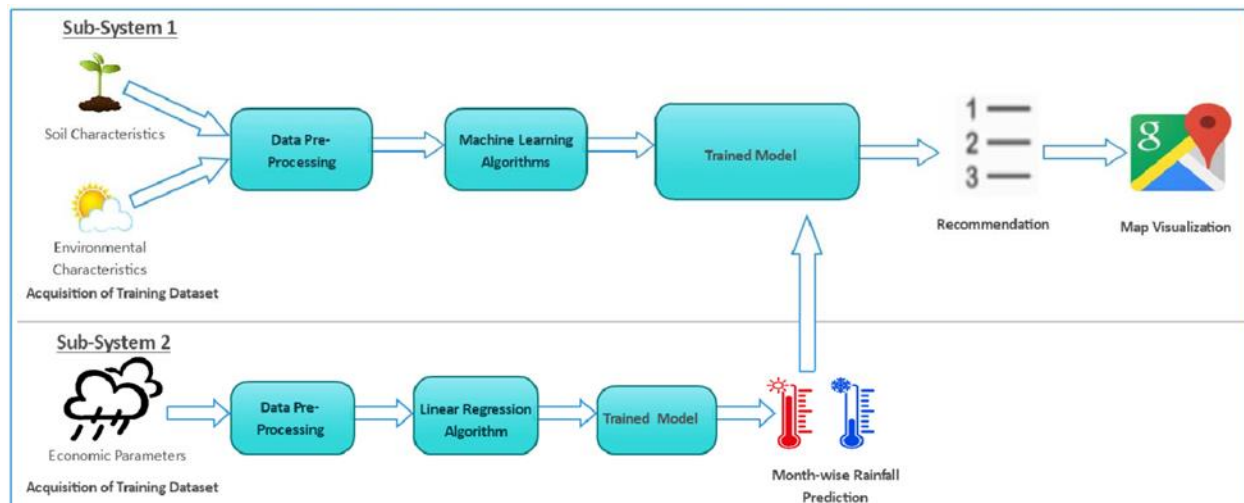 Sub-System 1
Soil Characteristics
Environmental
Characteristics
Acquisition of Training Dataset
Data Pre-
Processing
Machine Learning
Algorithms
Trained Model
1
2
3
Recommendation
g
Map Visualization
Sub-System 2
Economic Parameters
Acquisition of Training Dataset
Data Pre-
Processing
Linear Regression
Algorithm
Trained Model
Month-wise Rainfall
Prediction